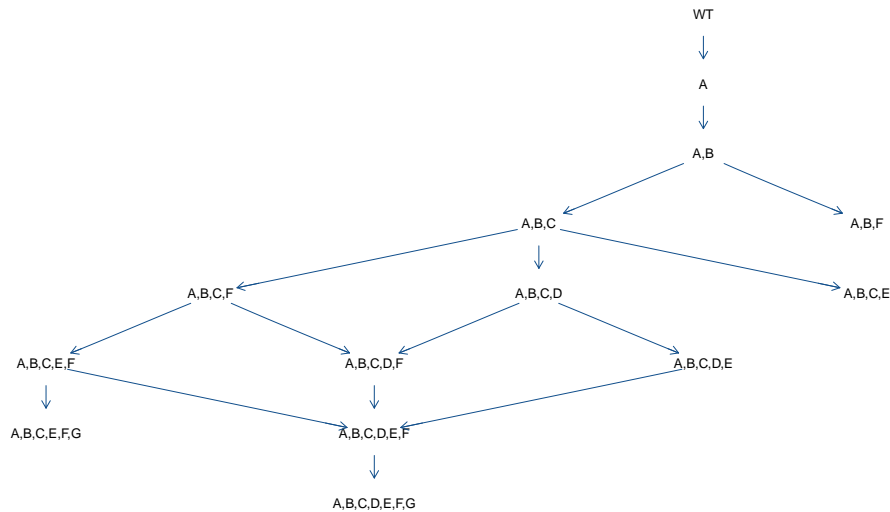 WT
A
A,B
A,B,C
A,B,F
A,B,C,F
A,B,C,D
A,B,C,E
A,B,C,E,F
A,B,C,D,F
A,B,C,D,E
A,B,C,E,F,G
A,B,C,D,E,F
A,B,C,D,E,F,G